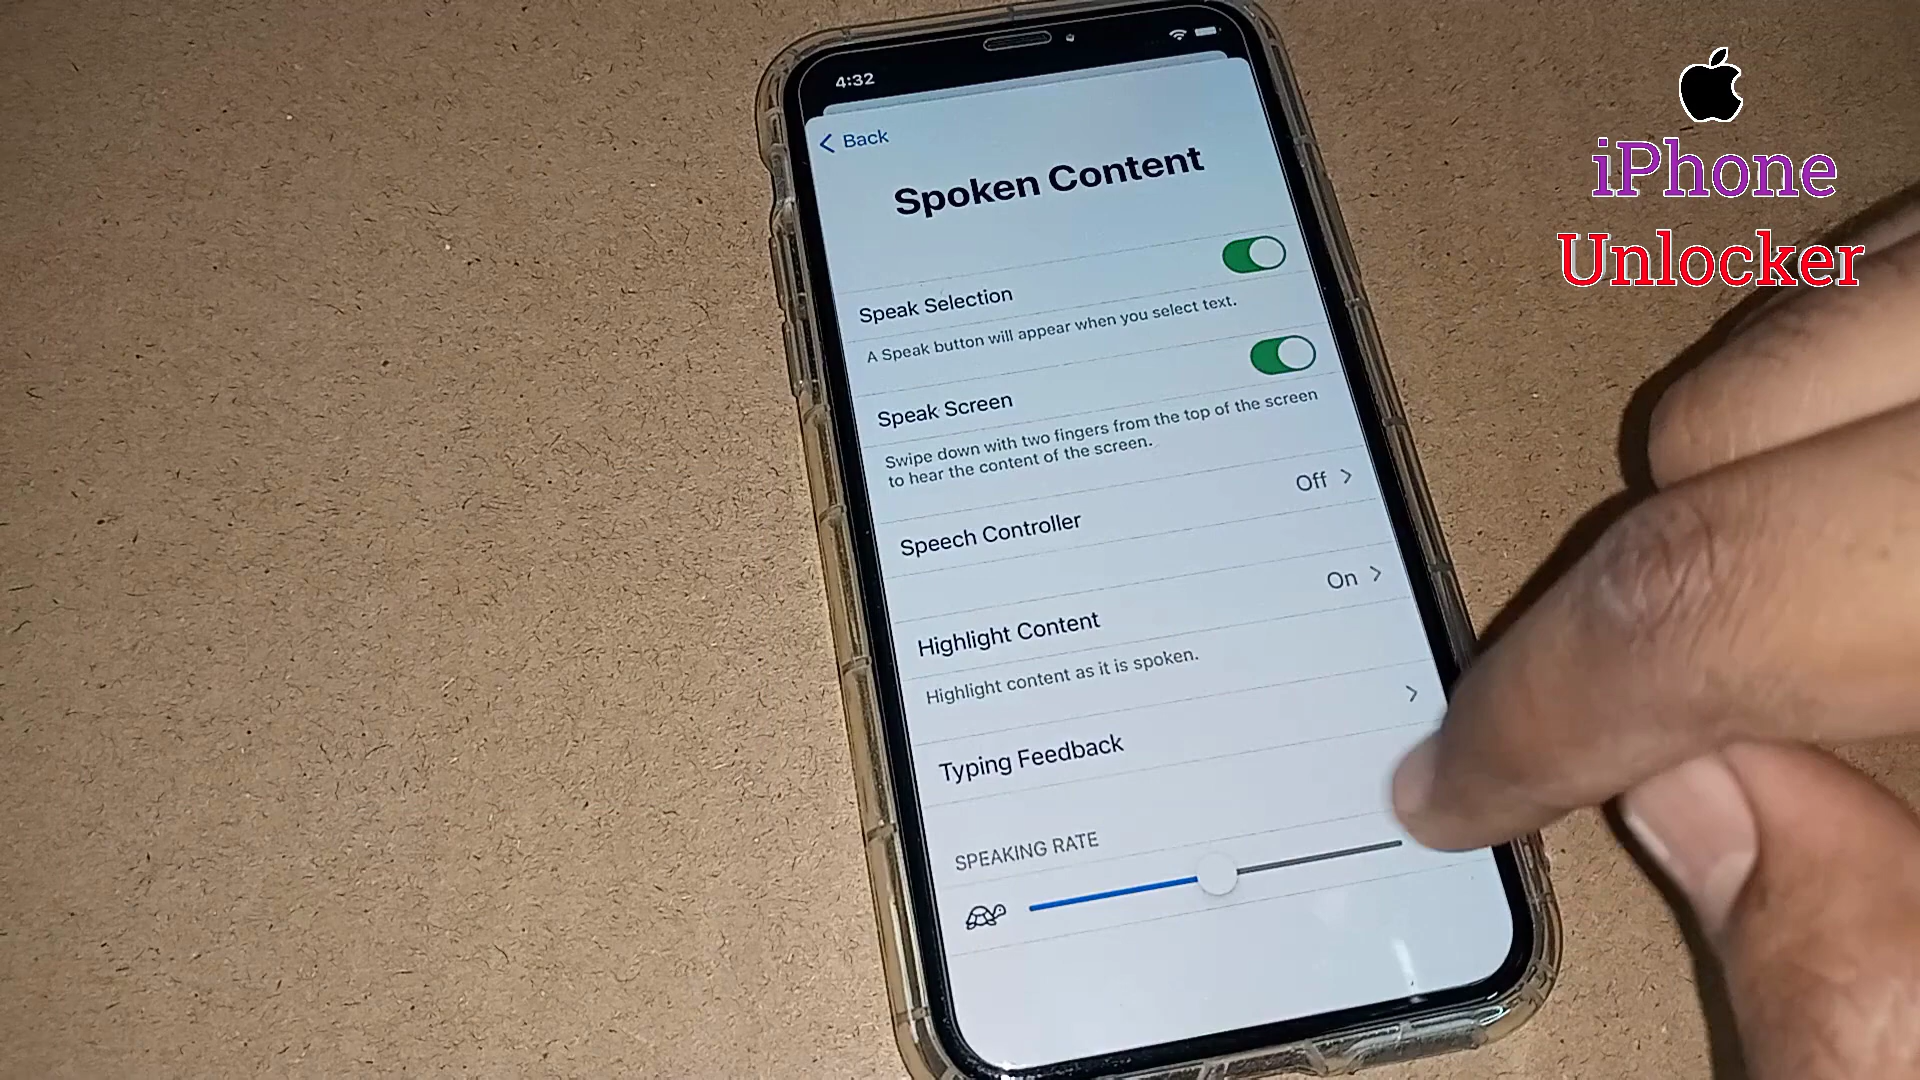 4:32
Back
Spoken Content
Speak Selection
A Speak button will appear when you select text.
Speak Screen
Swipe down with two fingers from the top of the screen
to hear the content of the screen.
Speech Controller Off
Highlight Content On
Highlight content as it is spoken.
Typing Feedback
SPEAKING RATE
iPhone
Unlocker